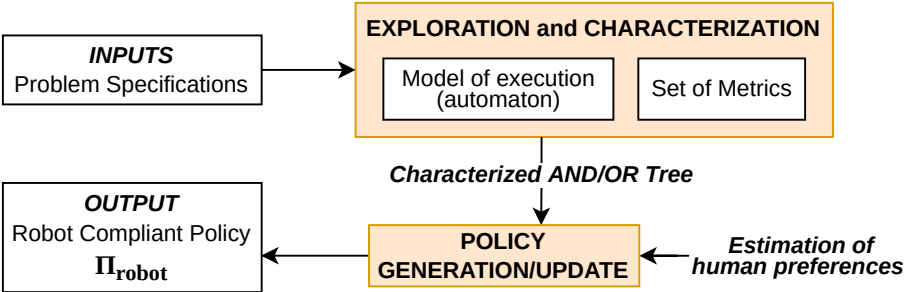 INPUTS
Problem Specifications
EXPLORATION and CHARACTERIZATION
Model of execution
(automaton)
Set of Metrics
Characterized AND/OR Tree
POLICY
GENERATION/UPDATE
Estimation of
human preferences
OUTPUT
Robot Compliant Policy
Π_robot